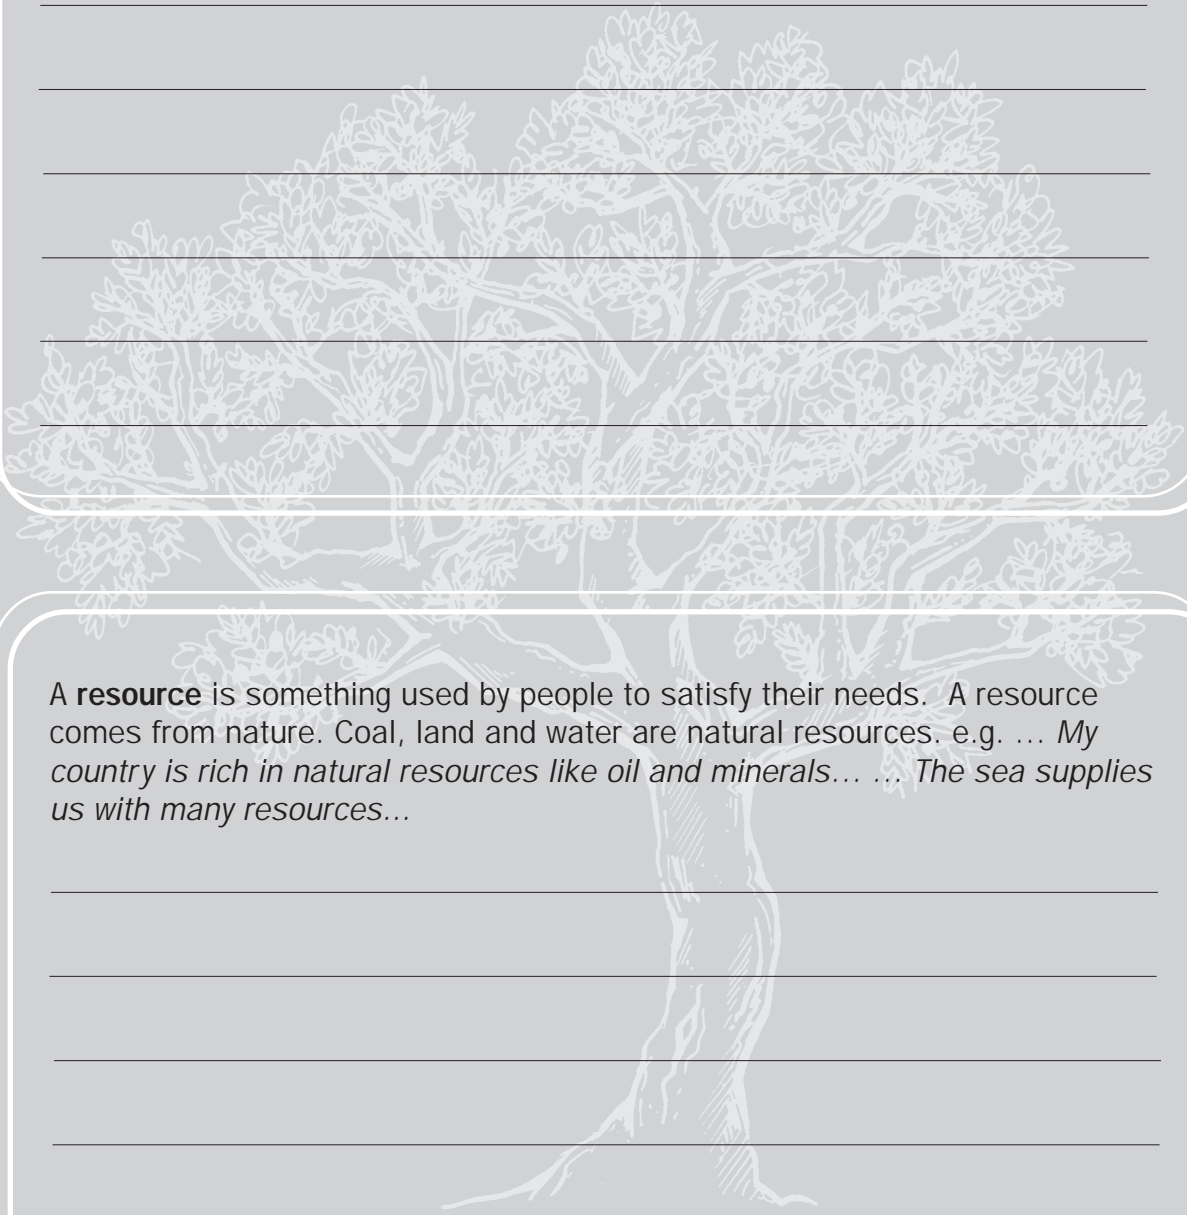 A resource is something used by people to satisfy their needs.  A resource
comes from nature. Coal, land and water are natural resources. e.g. … My
country is rich in natural resources like oil and minerals… … The sea supplies
us with many resources…